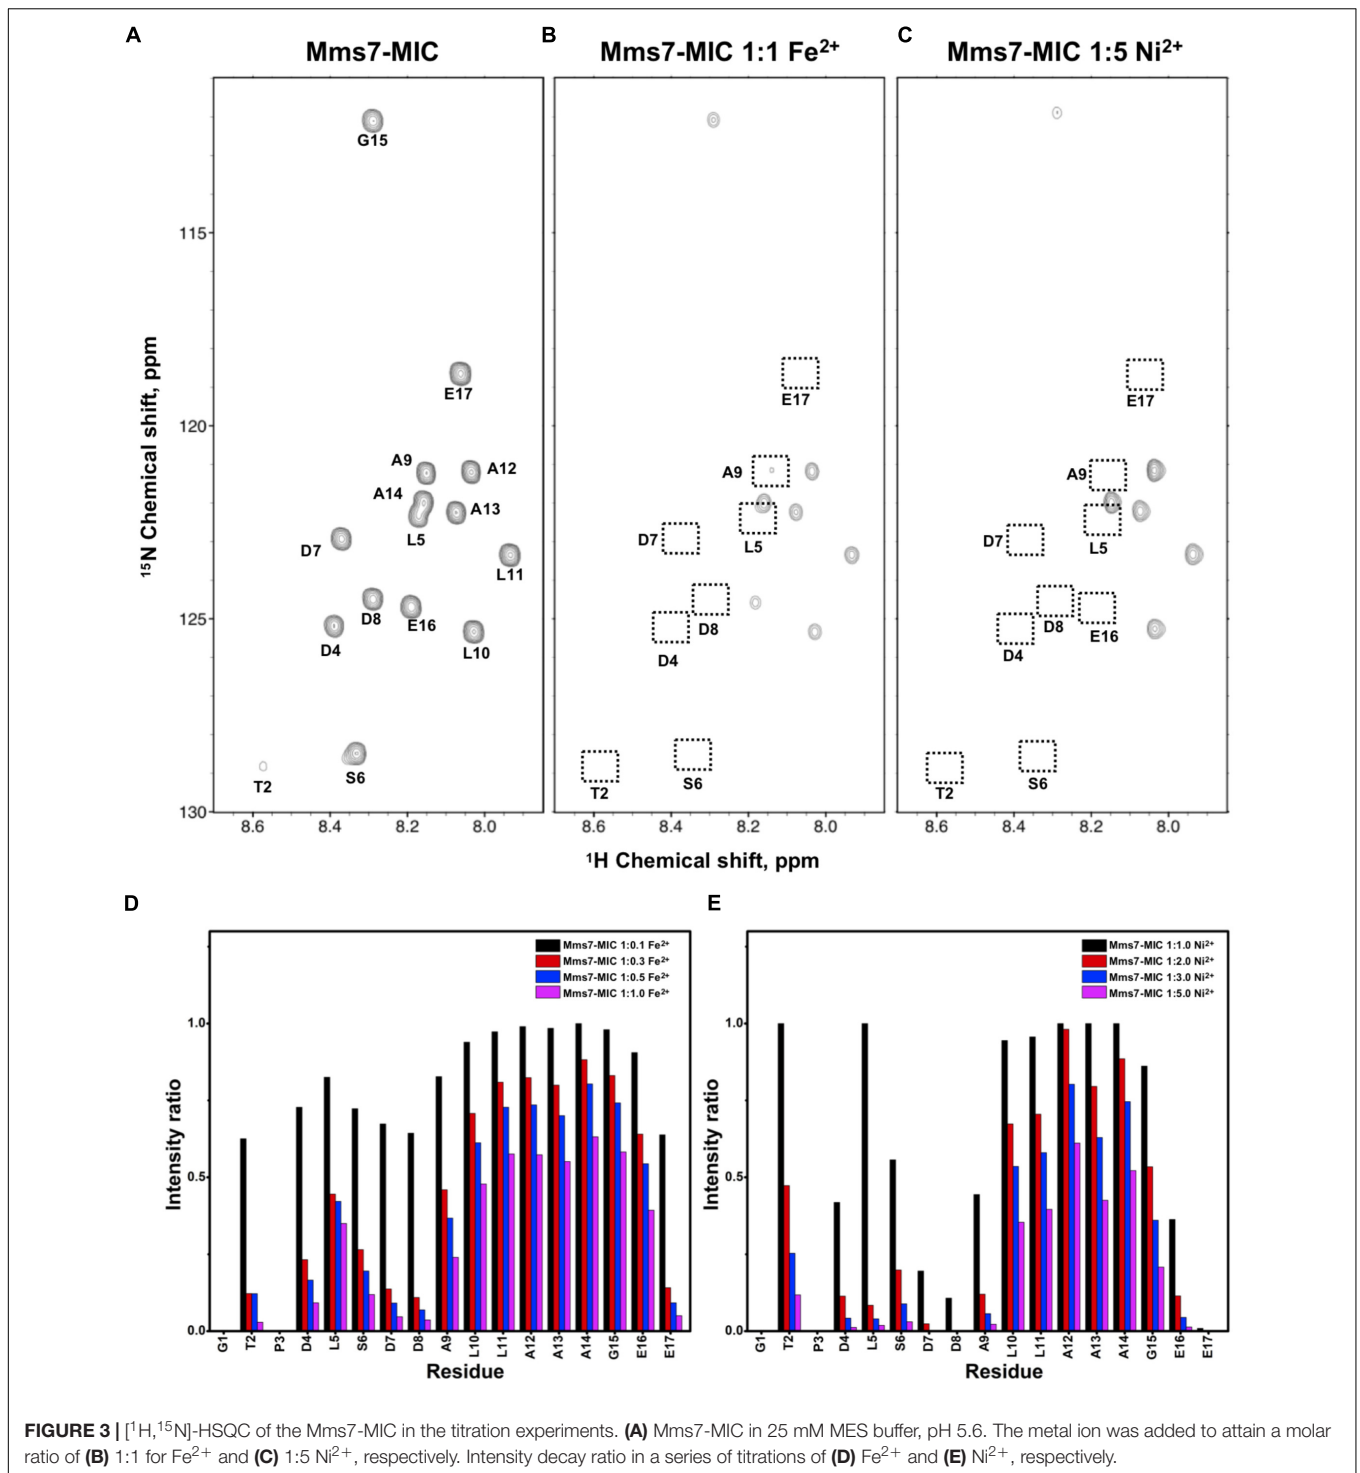 A
Mms7-MIC
B
Mms7-MIC 1:1 Fe²⁺
C
Mms7-MIC 1:5 Ni²⁺
¹⁵N Chemical shift, ppm
115
120
125
130
G15
E17
A9
A12
A14
A13
L5
D7
L11
D8
E16
D4
L10
T2
S6
8.6
8.4
8.2
8.0
E17
A9
D7
L5
D8
D4
S6
T2
8.6
8.4
8.2
8.0
E17
A9
D7
L5
D8
E16
D4
S6
T2
8.6
8.4
8.2
8.0
¹H Chemical shift, ppm
D
Mms7-MIC 1:0.1 Fe²⁺
Mms7-MIC 1:0.3 Fe²⁺
Mms7-MIC 1:0.5 Fe²⁺
Mms7-MIC 1:1.0 Fe²⁺
Intensity ratio
1.0
0.5
0.0
G1 T2 P3 D4 L5 S6 D7 D8 A9 L10 L11 A12 A13 A14 G15 E16 E17
Residue
E
Mms7-MIC 1:1.0 Ni²⁺
Mms7-MIC 1:2.0 Ni²⁺
Mms7-MIC 1:3.0 Ni²⁺
Mms7-MIC 1:5.0 Ni²⁺
Intensity ratio
1.0
0.5
0.0
G1 T2 P3 D4 L5 S6 D7 D8 A9 L10 L11 A12 A13 A14 G15 E16 E17
Residue
FIGURE 3 | [¹H,¹⁵N]-HSQC of the Mms7-MIC in the titration experiments. (A) Mms7-MIC in 25 mM MES buffer, pH 5.6. The metal ion was added to attain a molar
ratio of (B) 1:1 for Fe²⁺ and (C) 1:5 Ni²⁺, respectively. Intensity decay ratio in a series of titrations of (D) Fe²⁺ and (E) Ni²⁺, respectively.